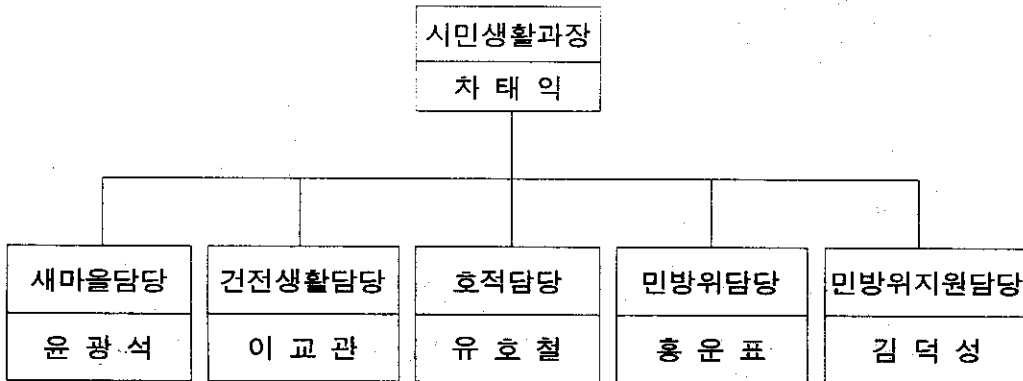 시민생활과장
차 태 익
새마을담당 건전생활담당 호적담당 민방위담당 민방위지원담당
윤 광 석 이 교 관 유 호 철 홍 운 표 김 덕 성